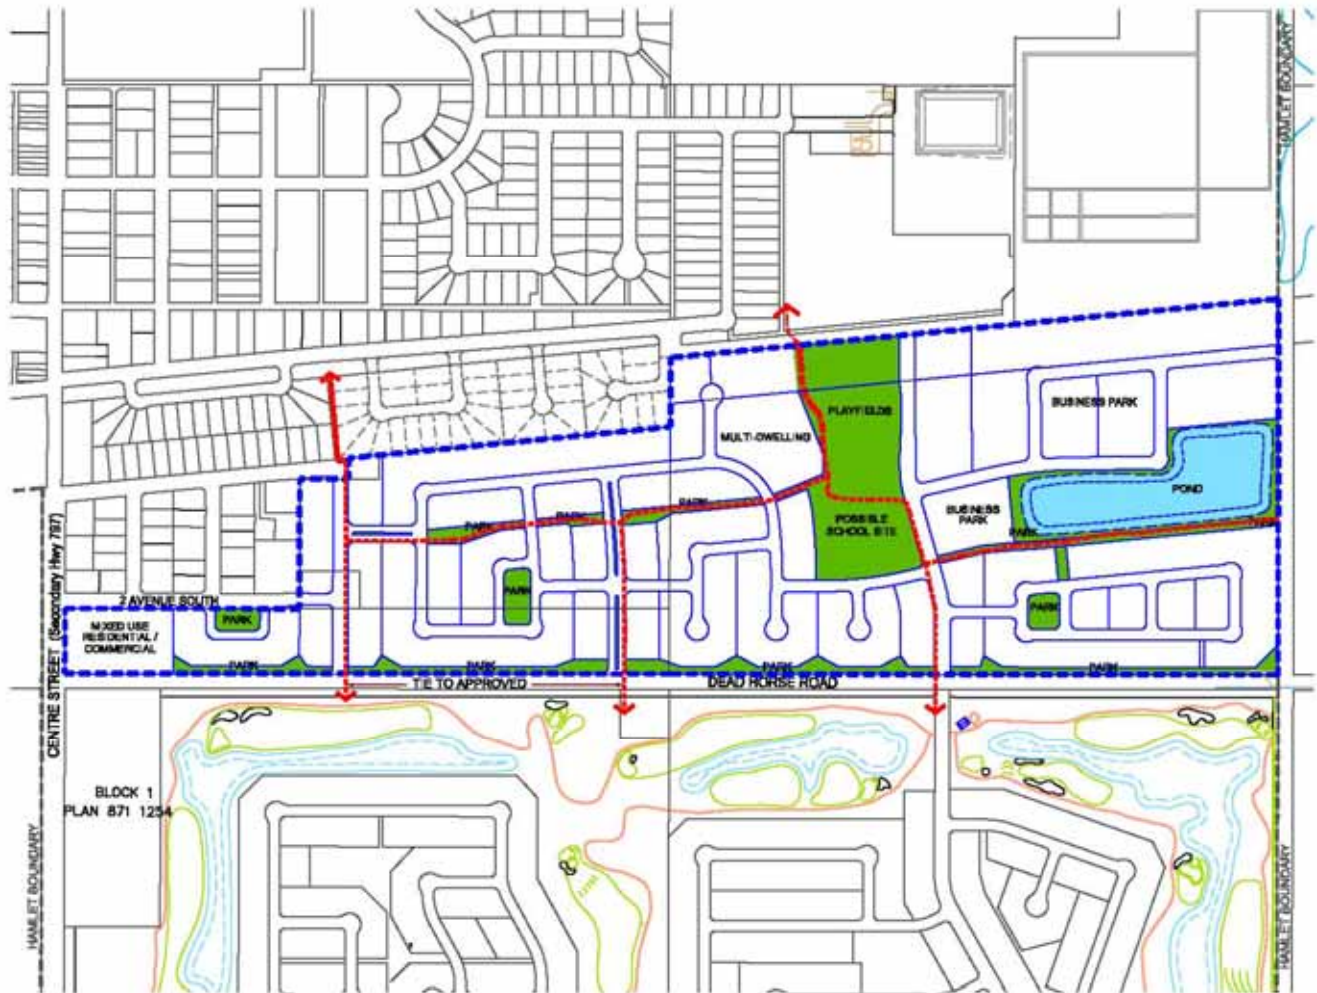 HAMLET BOUNDARY
BUSINESS PARK
PLAYFIELDS
MULTI-DWELLING
POND
PARK
PARK
PARK
POSSIBLE
SCHOOL SITE
BUSINESS
PARK
PARK
CENTRE STREET (Secondary Hwy 797)
2 AVENUE SOUTH
PARK
PARK
PARK
MIXED USE
RESIDENTIAL /
COMMERCIAL
PARK
PARK
PARK
PARK
TIE TO APPROVED
DEAD HORSE ROAD
BLOCK 1
PLAN 871 1254
HAMLET BOUNDARY
HAMLET BOUNDARY